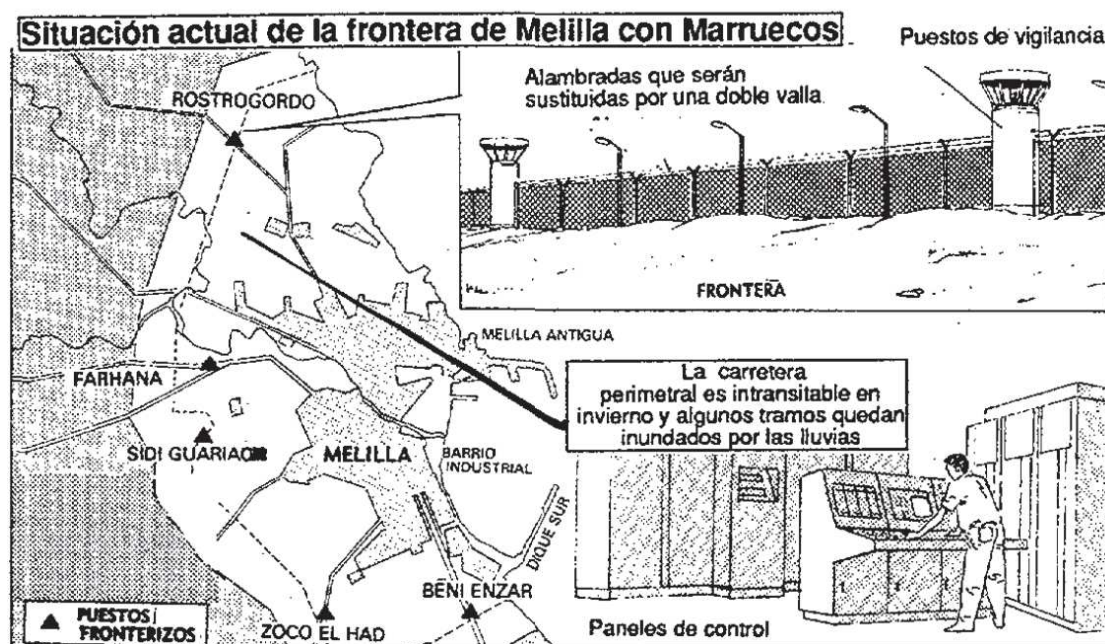 Situación actual de la frontera de Melilla con Marruecos
Puestos de vigilancia
Alambradas que serán
sustituidas por una doble valla
ROSTROGORDO
FRONTERA
MELILLA ANTIGUA
La carretera
perimetral es intransitable en
invierno y algunos tramos quedan
inundados por las lluvias
FARHANA
SIDI GUARIACH
MELILLA
BARRIO
INDUSTRIAL
DIQUE SUR
BENI ENZAR
ZOCO EL HAD
PUESTOS
FRONTERIZOS
Paneles de control